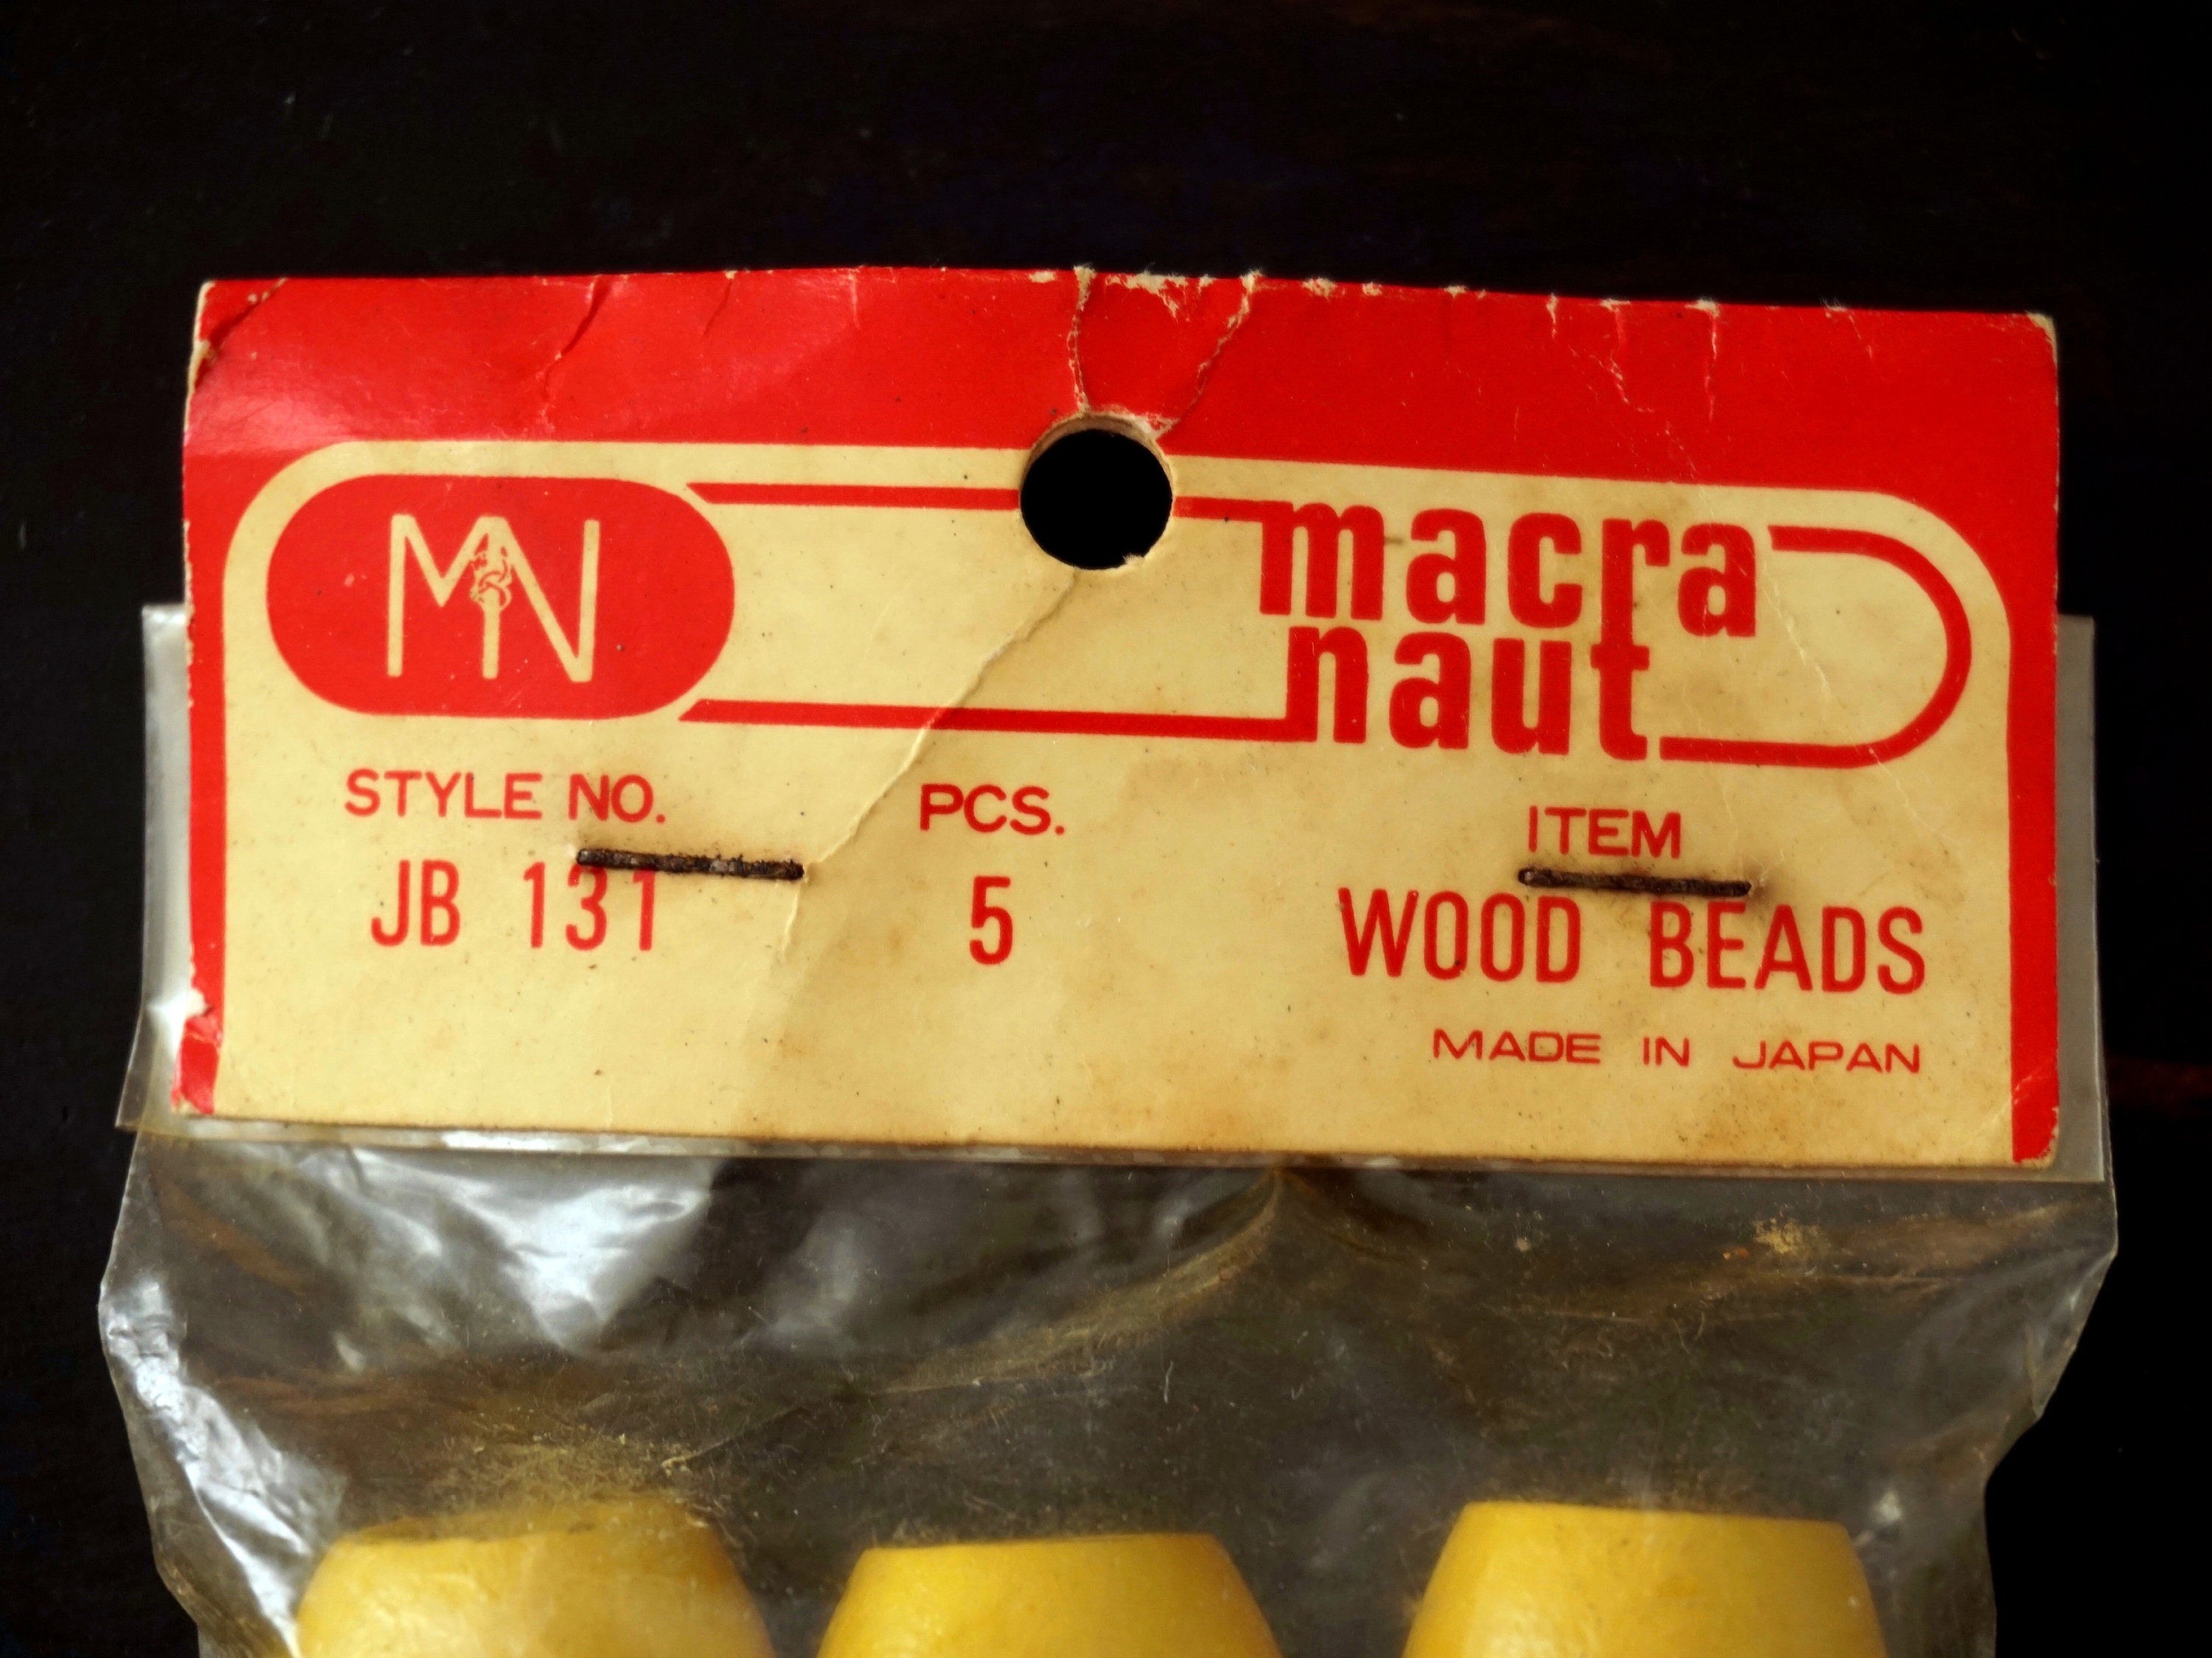 MN
macra
naut
STYLE NO. PCS. ITEM
JB 131 5 WOOD BEADS
MADE IN JAPAN